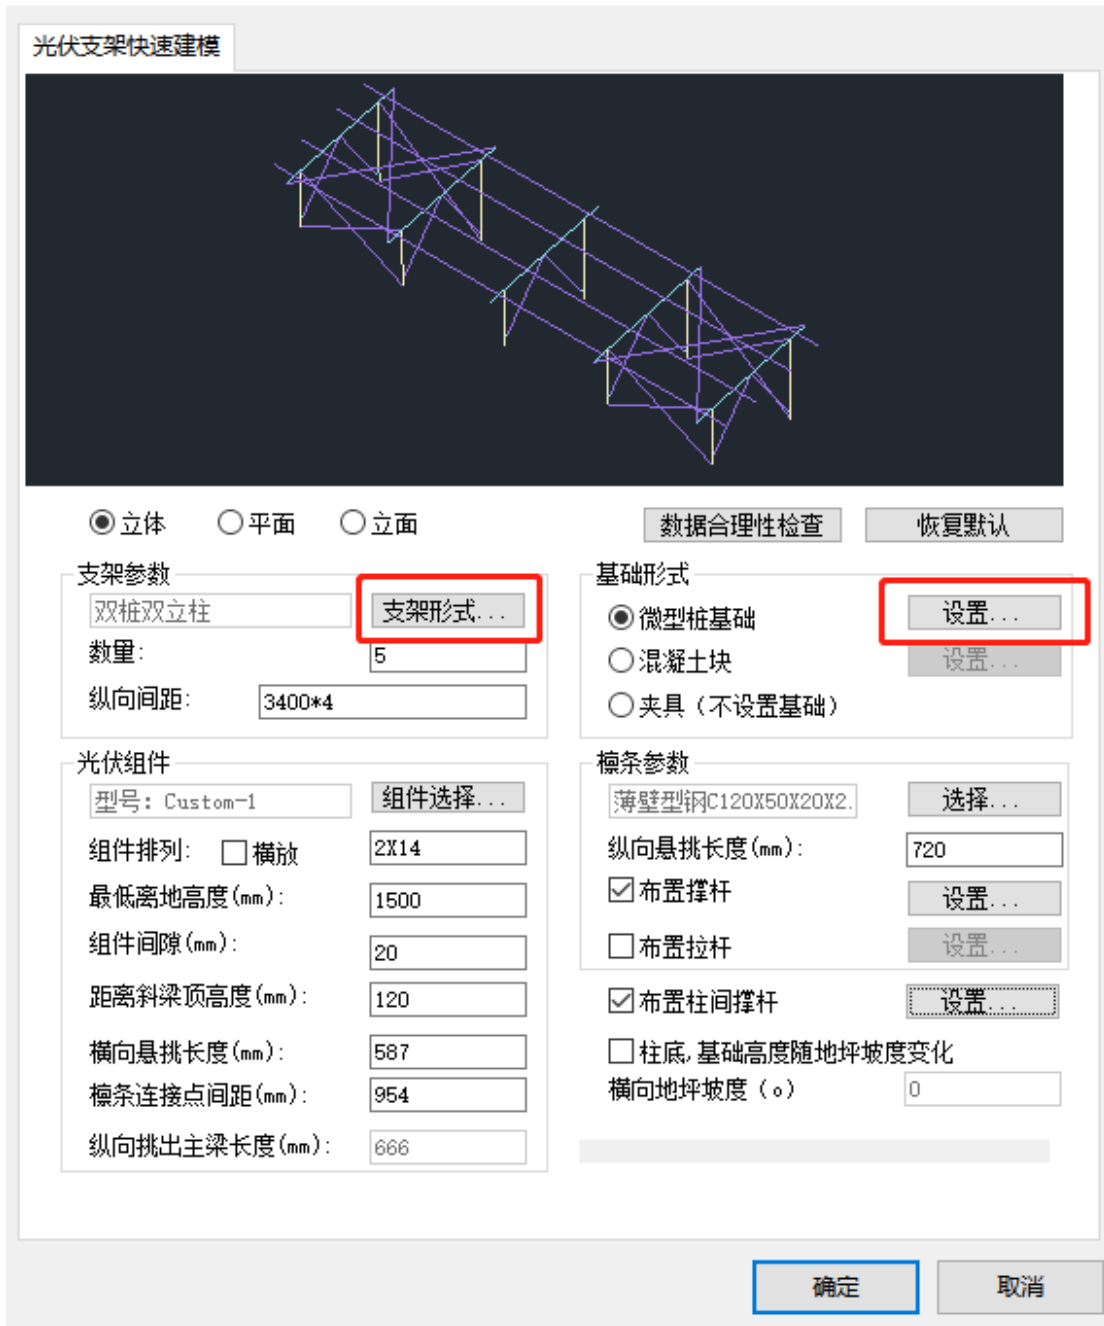 光伏支架快速建模
立体 平面 立面 数据合理性检查 恢复默认
支架参数
双桩双立柱 支架形式...
数量: 5
纵向间距: 3400*4
基础形式
微型桩基础 设置...
混凝土块 设置...
夹具（不设置基础）
光伏组件
型号: Custom-1 组件选择...
组件排列: 横放 2X14
最低离地高度(mm): 1500
组件间隙(mm): 20
距离斜梁顶高度(mm): 120
横向悬挑长度(mm): 587
檩条连接点间距(mm): 954
纵向挑出主梁长度(mm): 666
檩条参数
薄壁型钢C120X50X20X2. 选择...
纵向悬挑长度(mm): 720
布置撑杆 设置...
布置拉杆 设置...
布置柱间撑杆 设置...
柱底,基础高度随地坪坡度变化
横向地坪坡度（o） 0
确定 取消